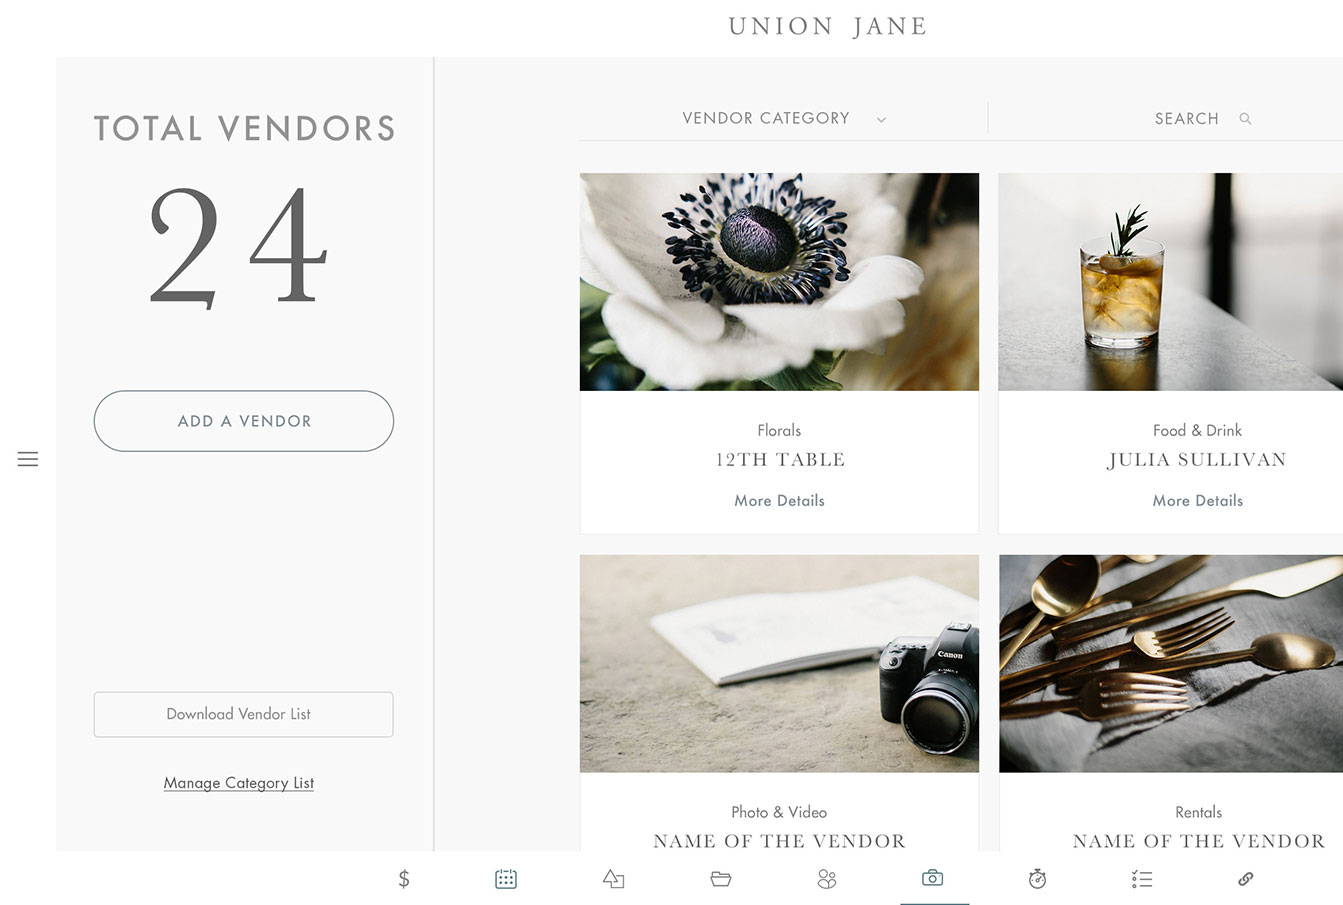 UNION JANE
TOTAL VENDORS
24
ADD A VENDOR
Download Vendor List
Manage Category List
VENDOR CATEGORY
SEARCH
Florals
12TH TABLE
More Details
Food & Drink
JULIA SULLIVAN
More Details
Canon
Photo & Video
NAME OF THE VENDOR
Rentals
NAME OF THE VENDOR
$